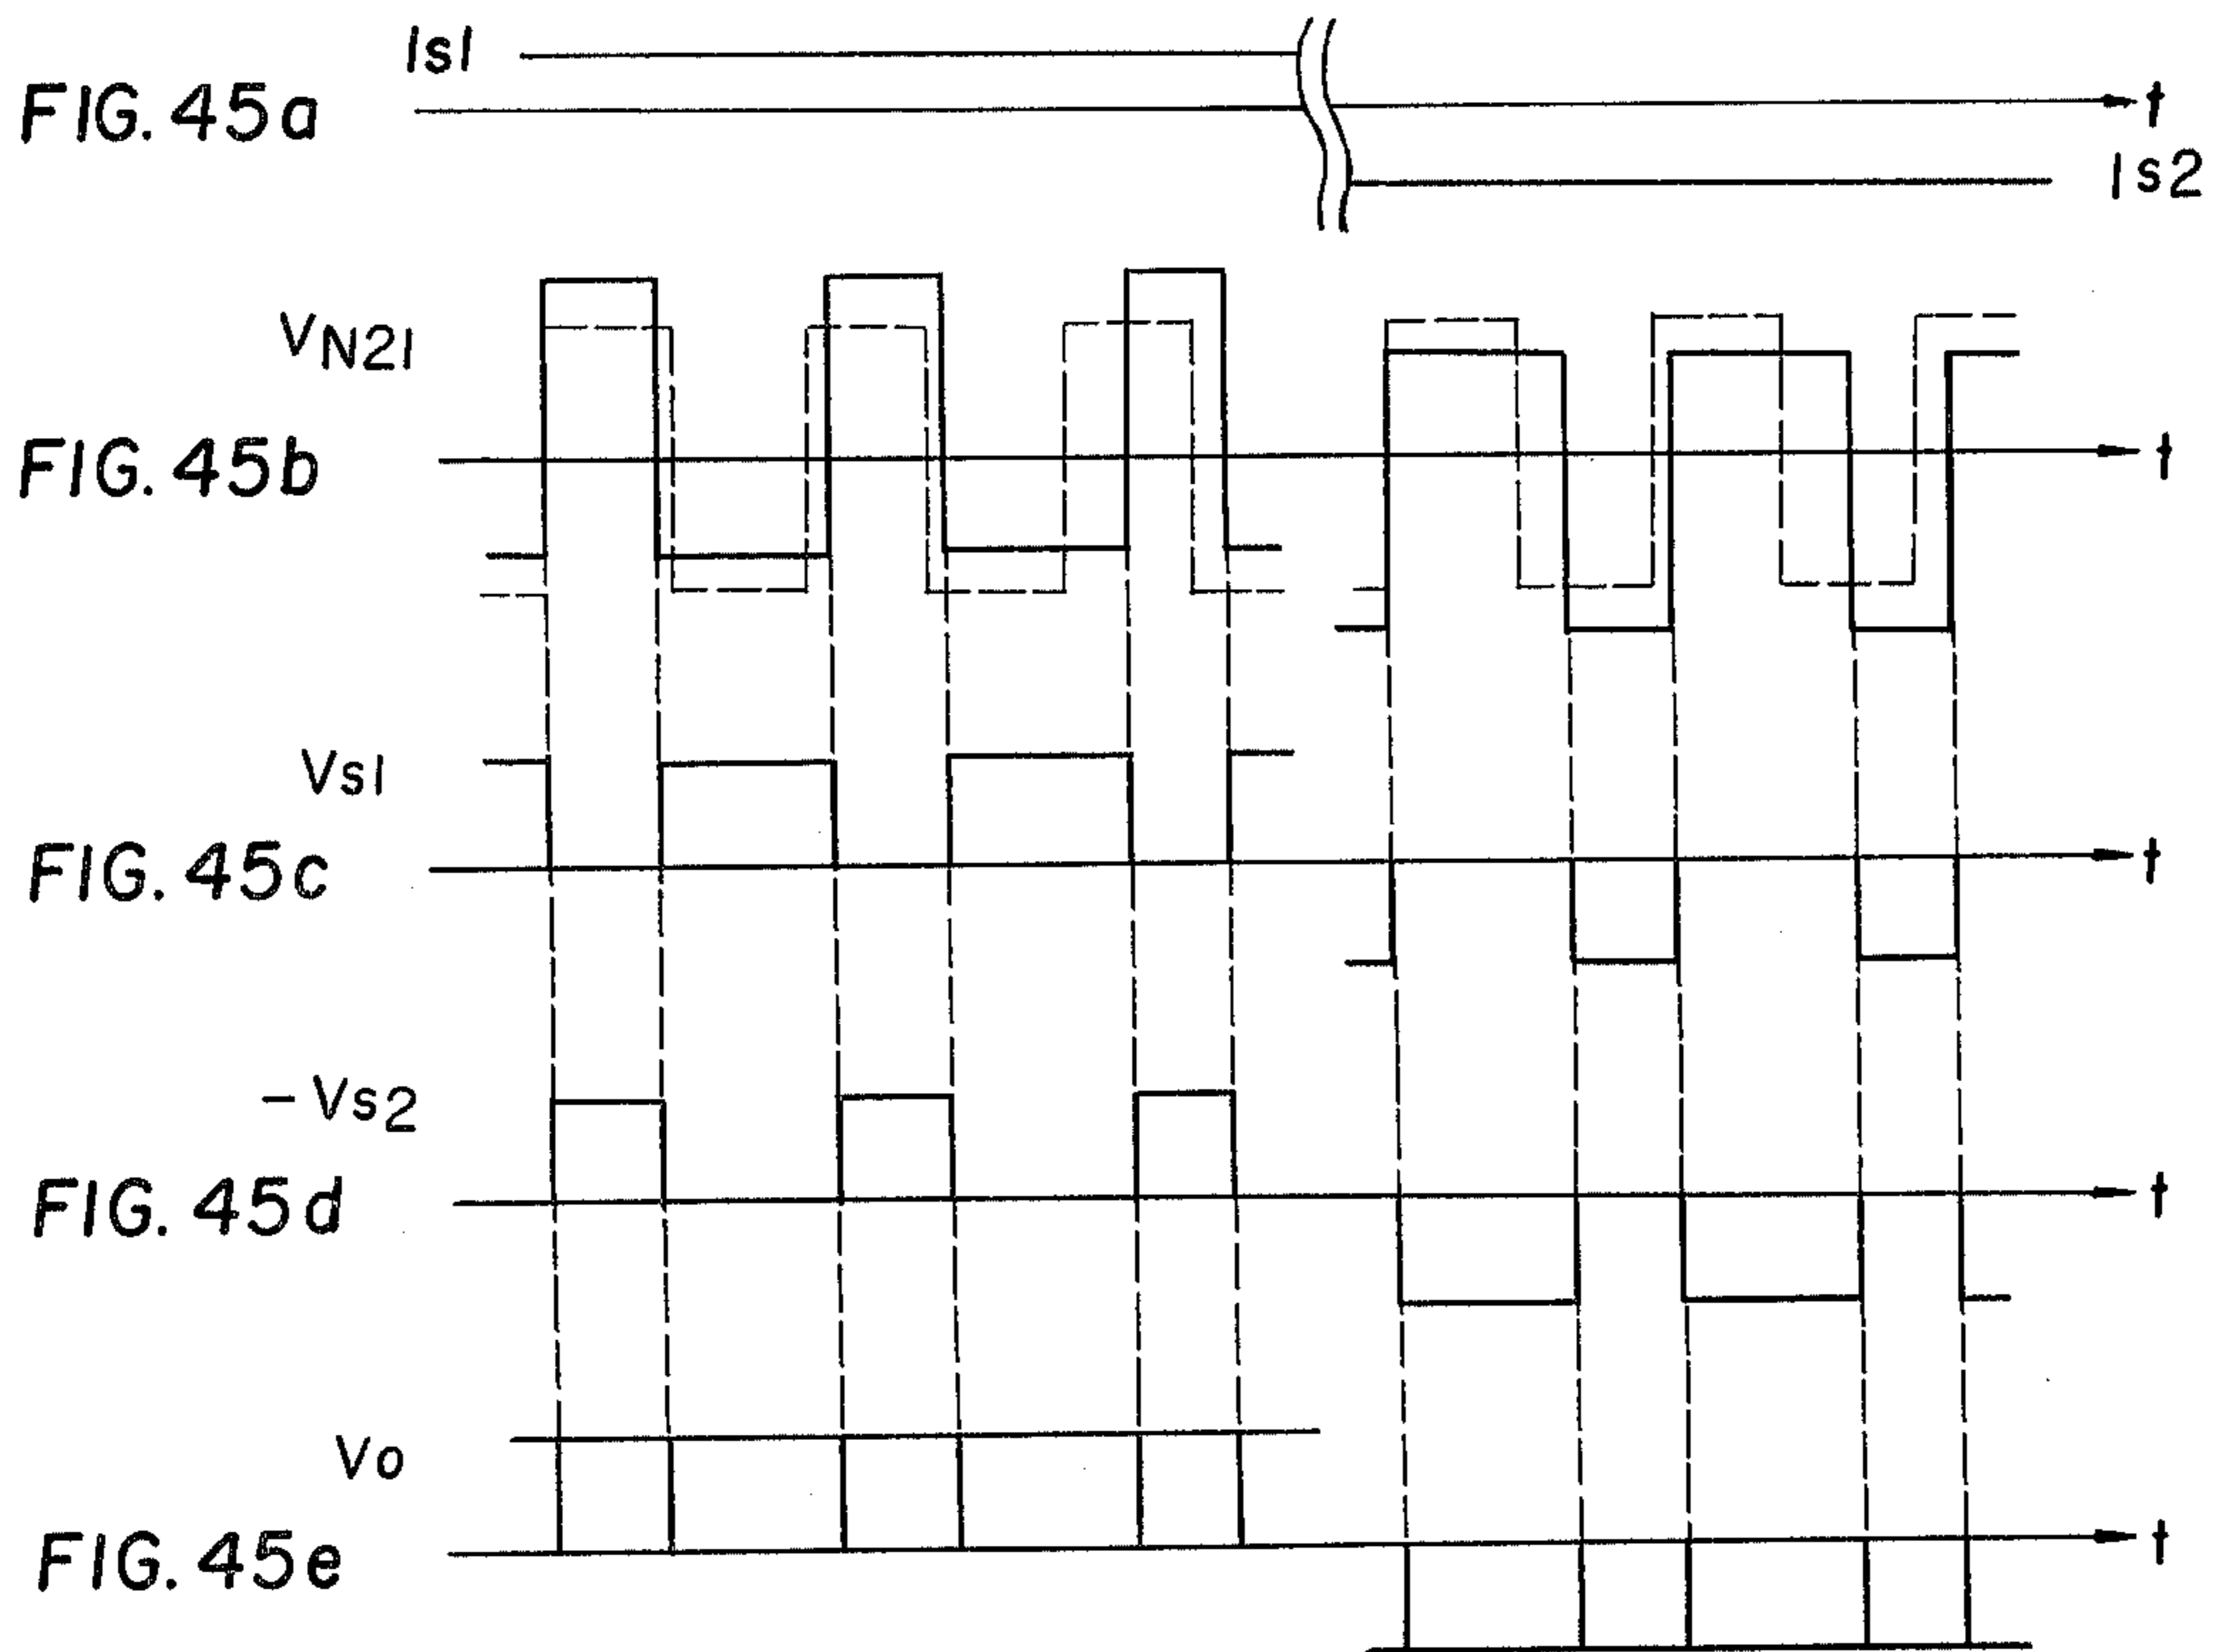 Is1
FIG. 45a
t
Is2
VN21
FIG. 45b
t
Vs1
FIG. 45c
t
- Vs2
FIG. 45d
t
Vo
FIG. 45e
t